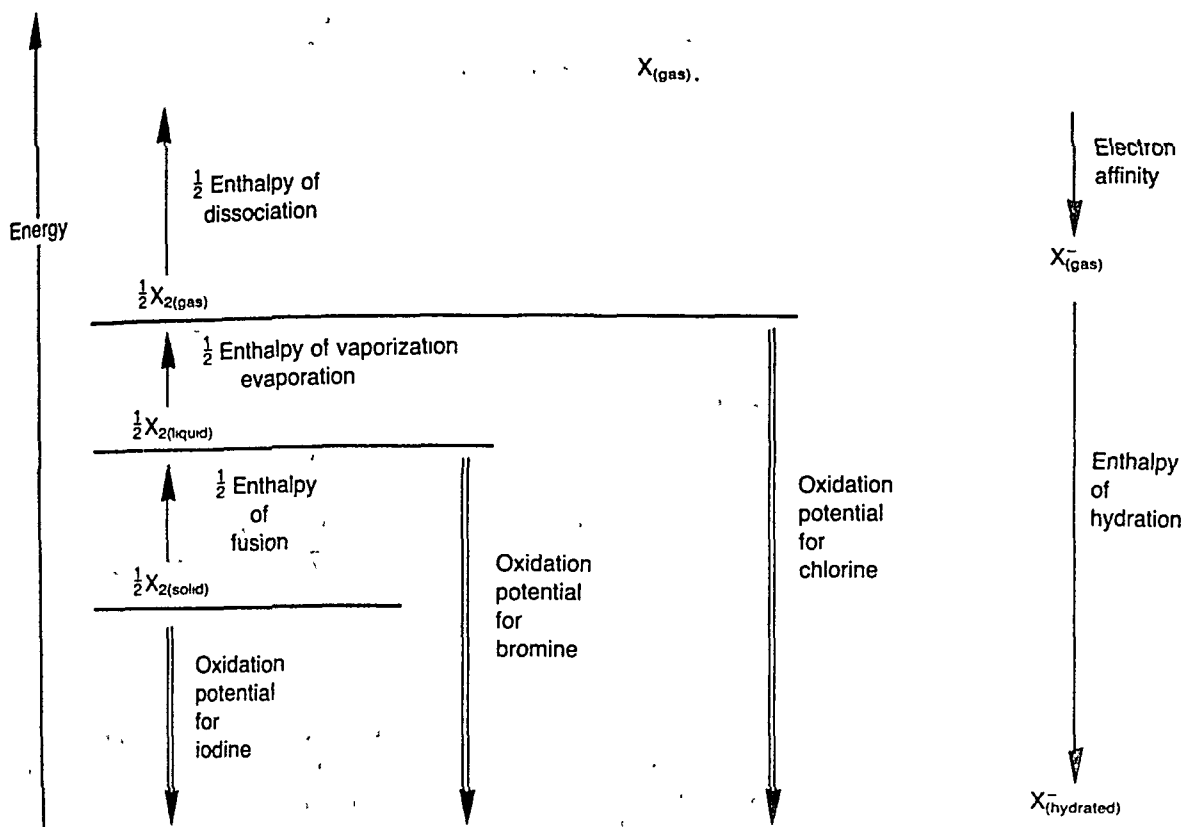 X(gas).
½ Enthalpy of
dissociation
Electron
affinity
Energy
X⁻(gas)
½X₂(gas)
½ Enthalpy of vaporization
evaporation
½X₂(liquid)
½ Enthalpy
of
fusion
½X₂(solid)
Oxidation
potential
for
iodine
Oxidation
potential
for
bromine
Oxidation
potential
for
chlorine
Enthalpy
of
hydration
X⁻(hydrated)